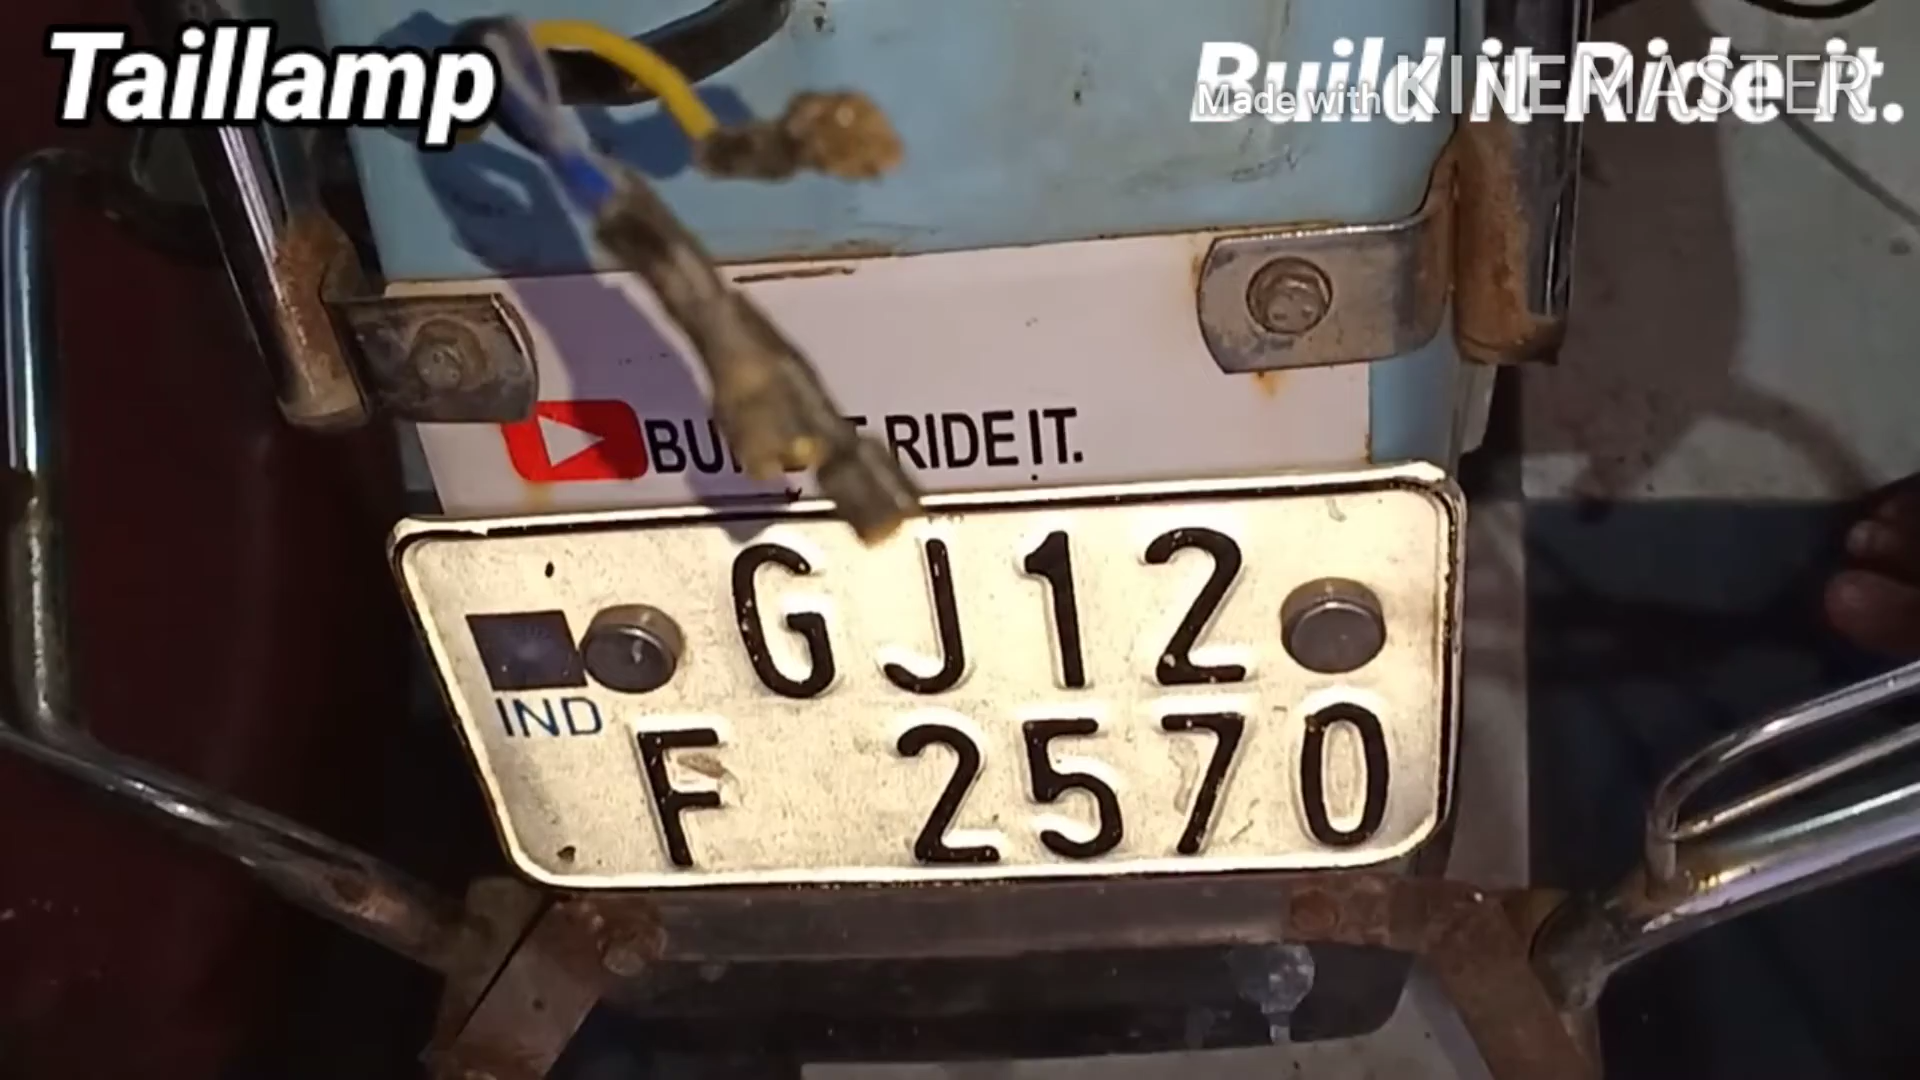 Taillamp
Build it Ride it.
Made with KINEMASTER
RIDE IT.
GJ12
IND
F 2570